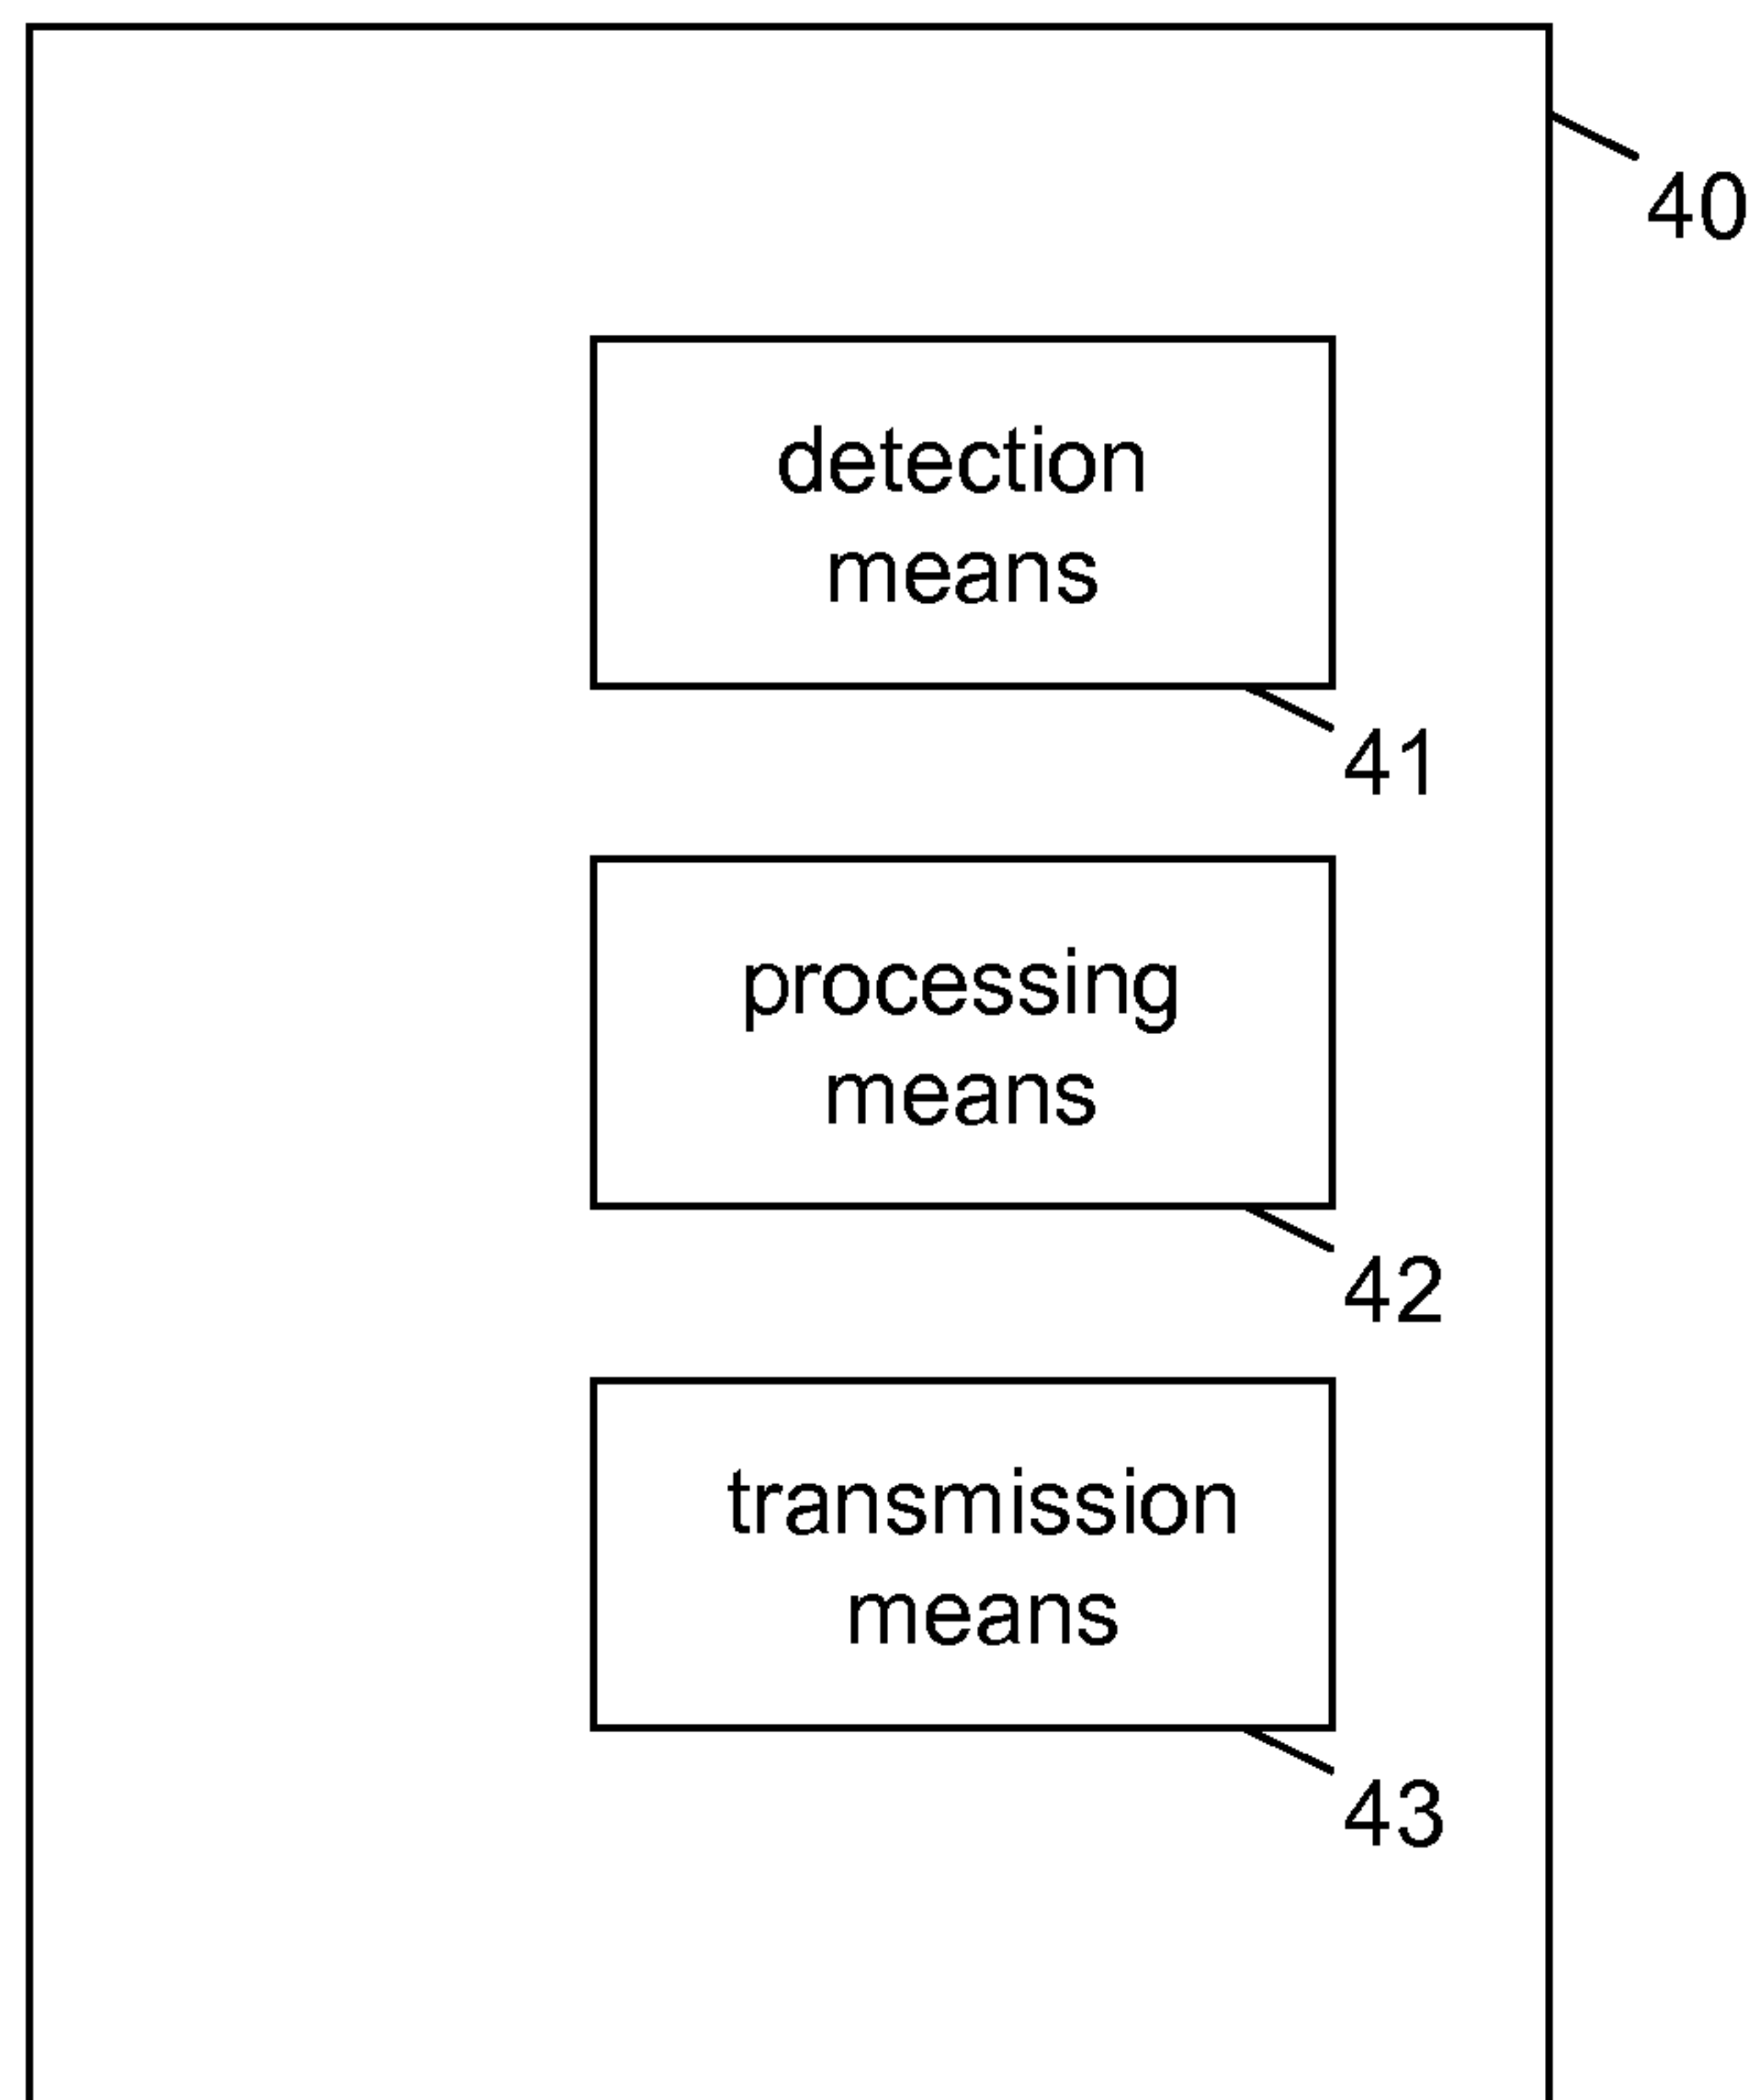 40
detection
means
41
processing
means
42
transmission
means
43